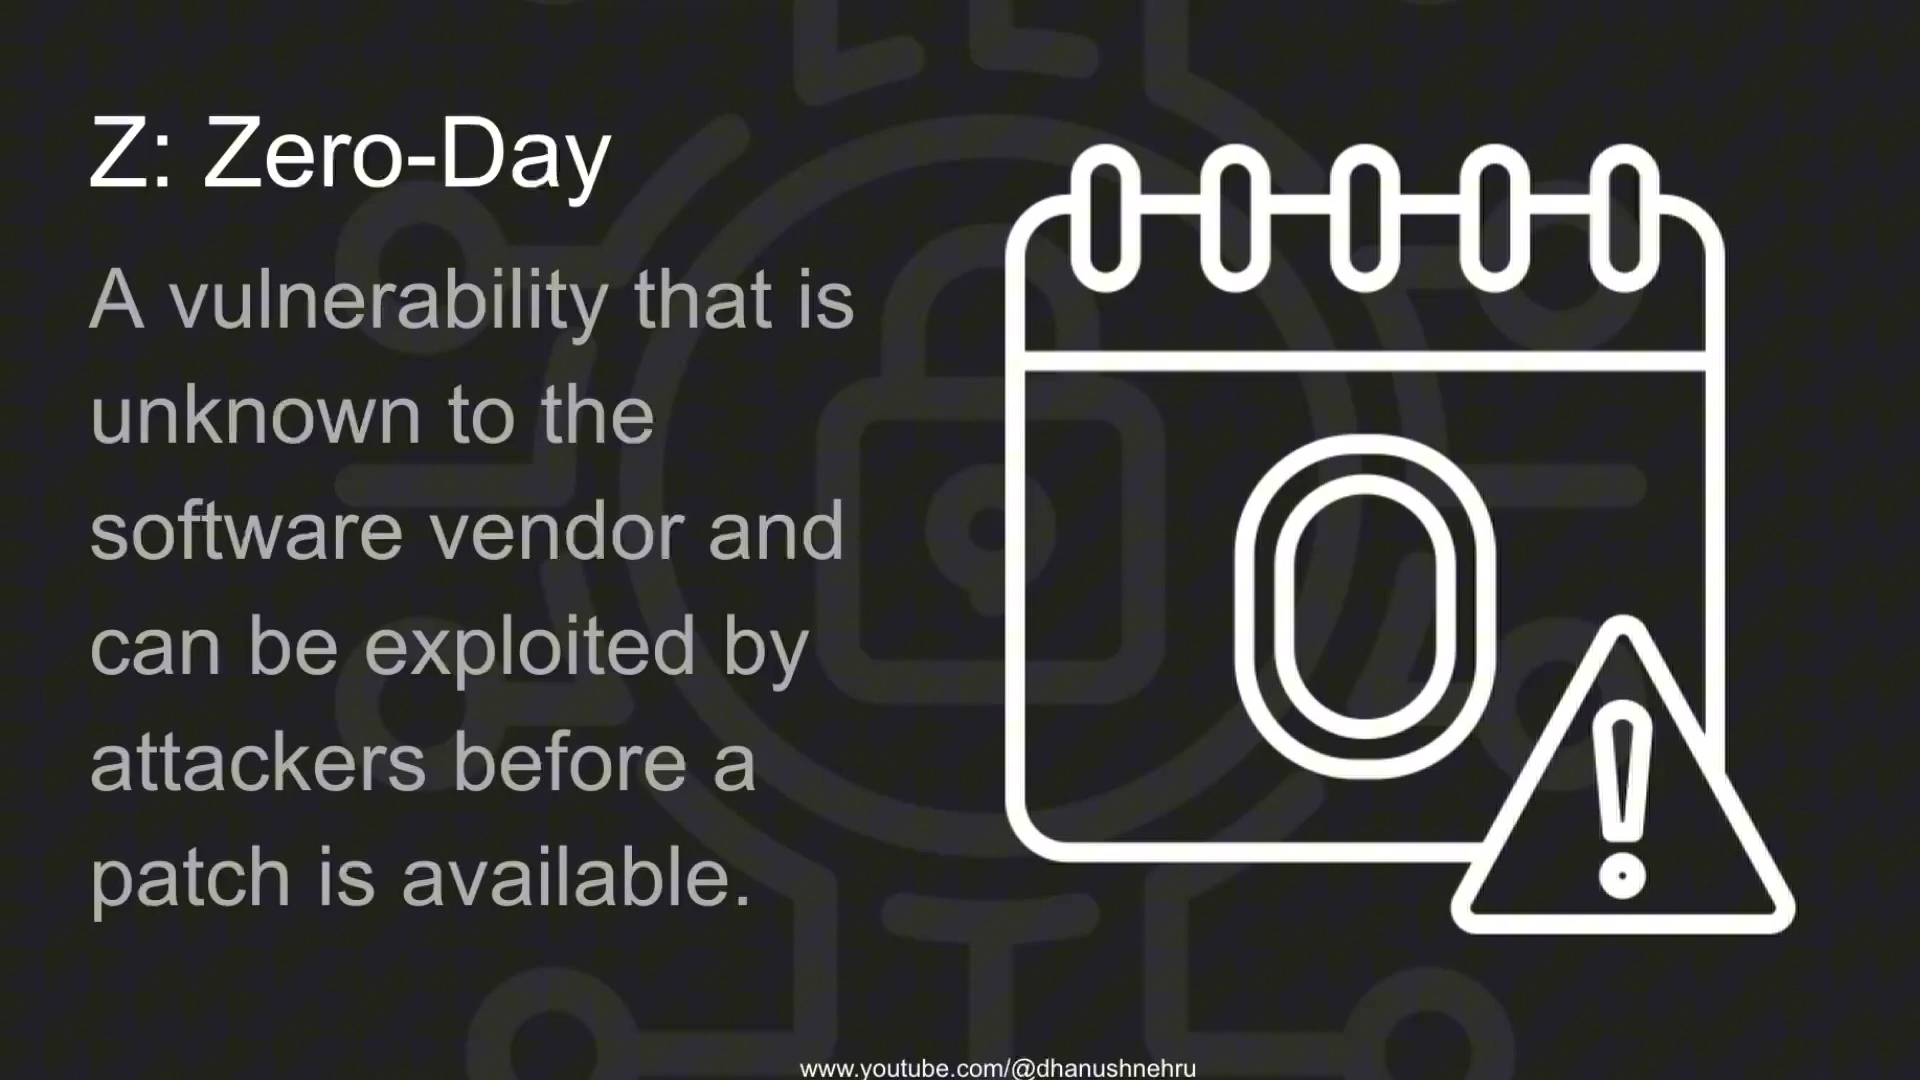 Z: Zero-Day
A vulnerability that is
unknown to the
software vendor and
can be exploited by
attackers before a
patch is available.
0
www.youtube.com/@dhanushnehru